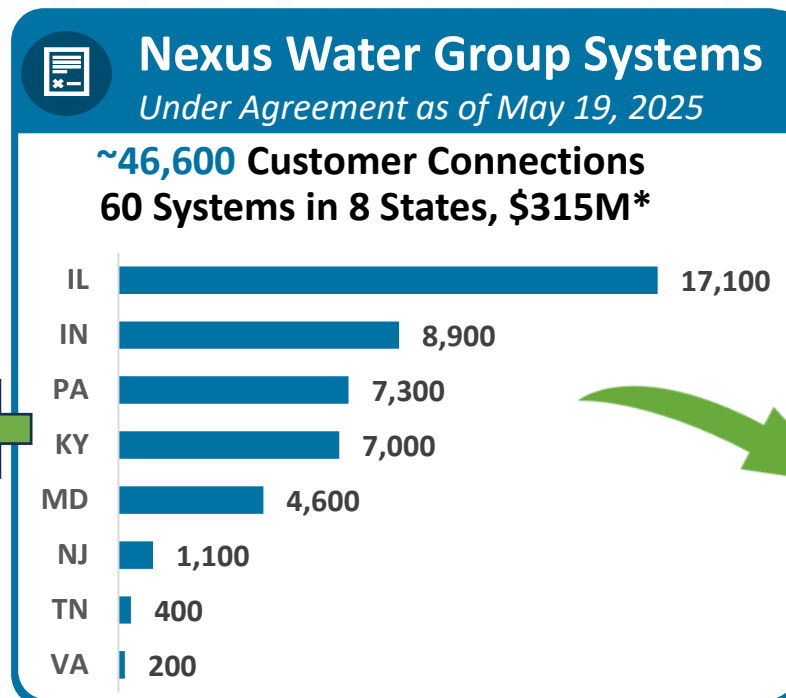 Nexus Water Group Systems
Under Agreement as of May 19, 2025
~46,600 Customer Connections
60 Systems in 8 States, $315M*
IL 17,100
IN 8,900
PA 7,300
KY 7,000
MD 4,600
NJ 1,100
TN 400
VA 200